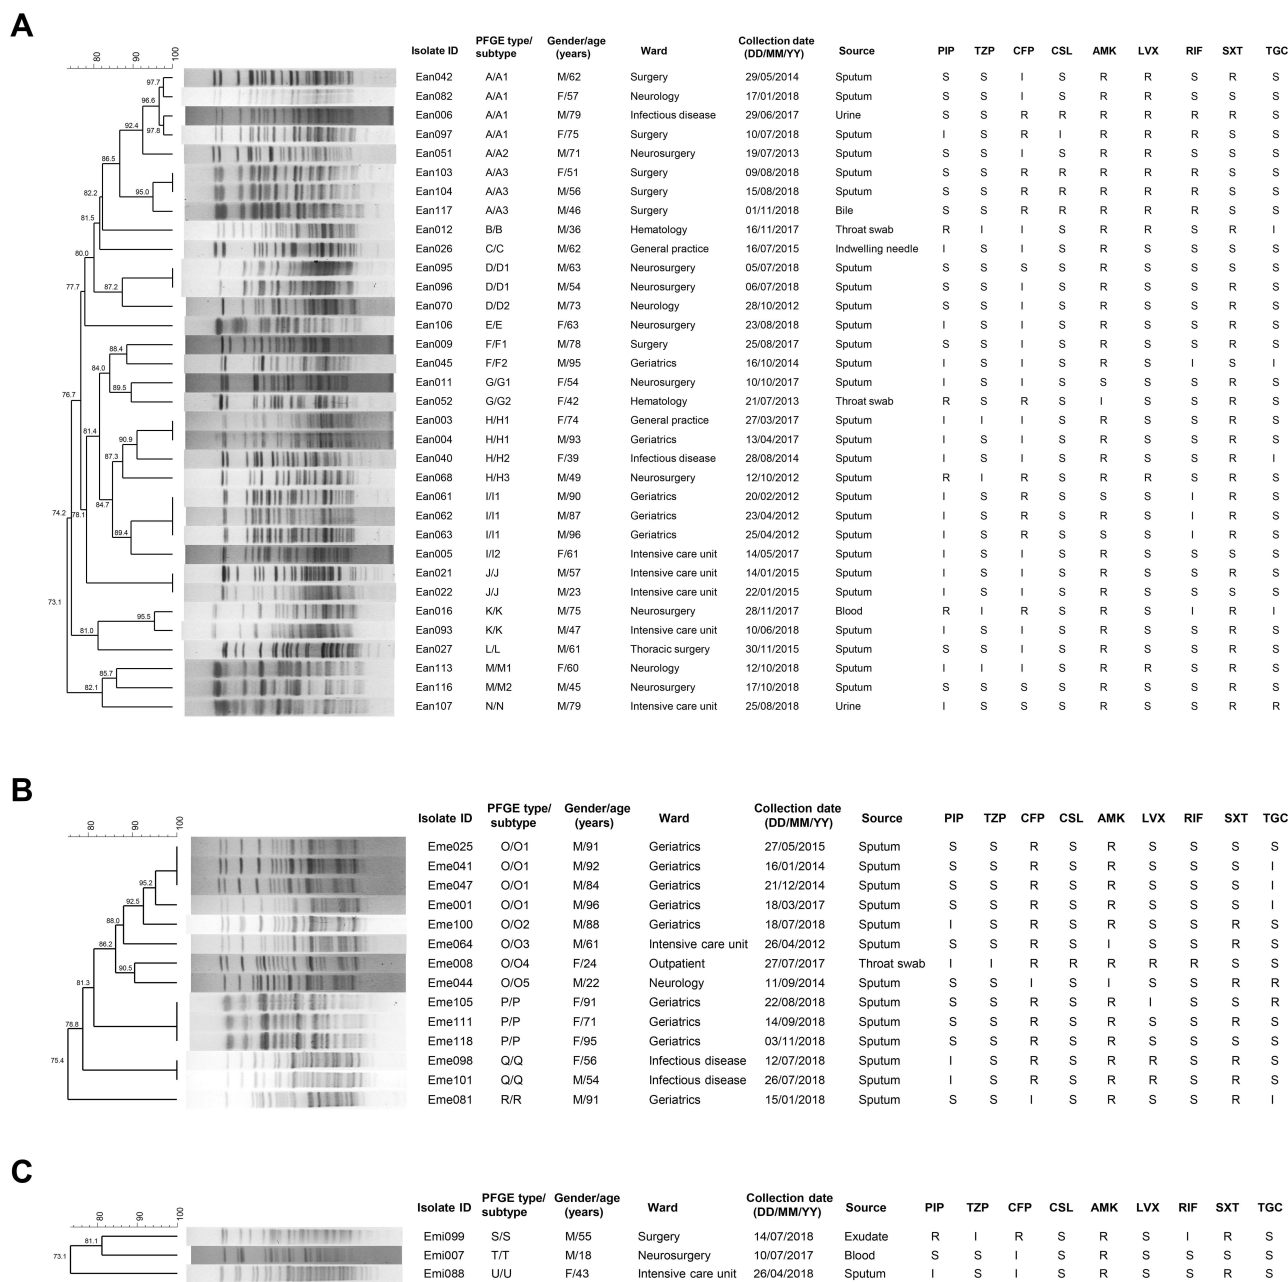 A
80
90
100
Isolate ID PFGE type/ subtype Gender/age (years) Ward Collection date (DD/MM/YY) Source PIP TZP CFP CSL AMK LVX RIF SXT TGC
Ean042 A/A1 M/62 Surgery 29/05/2014 Sputum S S I S R R S R S
Ean082 A/A1 F/57 Neurology 17/01/2018 Sputum S S I S R R S S S
Ean006 A/A1 M/79 Infectious disease 29/06/2017 Urine S S R R R R R R S
Ean097 A/A1 F/75 Surgery 10/07/2018 Sputum I S R I R R R S S
Ean051 A/A2 M/71 Neurosurgery 19/07/2013 Sputum S S I S R R S S S
Ean103 A/A3 F/51 Surgery 09/08/2018 Sputum S S R R R R R S S
Ean104 A/A3 M/56 Surgery 15/08/2018 Sputum S S R R R R R S S
Ean117 A/A3 M/46 Surgery 01/11/2018 Bile S S R R R R R S S
Ean012 B/B M/36 Hematology 16/11/2017 Throat swab R I I S R R S R I
Ean026 C/C M/62 General practice 16/07/2015 Indwelling needle I S I S R S S R S
Ean095 D/D1 M/63 Neurosurgery 05/07/2018 Sputum S S S S R S S S S
Ean096 D/D1 M/54 Neurosurgery 06/07/2018 Sputum S S I S R S S R S
Ean070 D/D2 M/73 Neurology 28/10/2012 Sputum S S I S R S S R S
Ean106 E/E F/63 Neurosurgery 23/08/2018 Sputum I S I S R S S R S
Ean009 F/F1 M/78 Surgery 25/08/2017 Sputum S S I S R S S R S
Ean045 F/F2 M/95 Geriatrics 16/10/2014 Sputum I S I S R S I S I
Ean011 G/G1 F/54 Neurosurgery 10/10/2017 Sputum I S I S S S S R S
Ean052 G/G2 F/42 Hematology 21/07/2013 Throat swab R S R S I S S R S
Ean003 H/H1 F/74 General practice 27/03/2017 Sputum I I I S R S S R S
Ean004 H/H1 M/93 Geriatrics 13/04/2017 Sputum I S I S R S S R S
Ean040 H/H2 F/39 Infectious disease 28/08/2014 Sputum I S I S R S S R I
Ean068 H/H3 M/49 Neurosurgery 12/10/2012 Sputum R I R S R R S R S
Ean061 I/I1 M/90 Geriatrics 20/02/2012 Sputum I S R S S S I R S
Ean062 I/I1 M/87 Geriatrics 23/04/2012 Sputum I S R S R S I R S
Ean063 I/I1 M/96 Geriatrics 25/04/2012 Sputum I S R S S S I R S
Ean005 I/I2 F/61 Intensive care unit 14/05/2017 Sputum I S I S R S S S S
Ean021 J/J M/57 Intensive care unit 14/01/2015 Sputum I S I S R S S R S
Ean022 J/J M/23 Intensive care unit 22/01/2015 Sputum I S I S R S S S S
Ean016 K/K M/75 Neurosurgery 28/11/2017 Blood R I R S R S I R I
Ean093 K/K M/47 Intensive care unit 10/06/2018 Sputum I S I S R S S R S
Ean027 L/L M/61 Thoracic surgery 30/11/2015 Sputum S S I S R S S R S
Ean113 M/M1 F/60 Neurology 12/10/2018 Sputum I I I S R R S R S
Ean116 M/M2 M/45 Neurosurgery 17/10/2018 Sputum S S S S R S S R S
Ean107 N/N M/79 Intensive care unit 25/08/2018 Urine I S S S R S S R R
97.7
96.6
97.8
92.4
86.5
95.0
82.2
81.5
80.0
87.2
77.7
88.4
84.0
89.5
76.7
81.4
90.9
87.3
84.7
74.2
78.1
89.4
73.1
95.5
81.0
85.7
82.1
B
80
90
100
Isolate ID PFGE type/ subtype Gender/age (years) Ward Collection date (DD/MM/YY) Source PIP TZP CFP CSL AMK LVX RIF SXT TGC
Eme025 O/O1 M/91 Geriatrics 27/05/2015 Sputum S S R S R S S S S
Eme041 O/O1 M/92 Geriatrics 16/01/2014 Sputum S S R S R S S S I
Eme047 O/O1 M/84 Geriatrics 21/12/2014 Sputum S S R S R S S S I
Eme001 O/O1 M/96 Geriatrics 18/03/2017 Sputum S S R S R S S S I
Eme100 O/O2 M/88 Geriatrics 18/07/2018 Sputum I S R S R S S R S
Eme064 O/O3 M/61 Intensive care unit 26/04/2012 Sputum S S R S I S S R S
Eme008 O/O4 F/24 Outpatient 27/07/2017 Throat swab I I R R R R R S S
Eme044 O/O5 M/22 Neurology 11/09/2014 Sputum S S I S I S S R R
Eme105 P/P F/91 Geriatrics 22/08/2018 Sputum S S R S R I S S R
Eme111 P/P F/71 Geriatrics 14/09/2018 Sputum S S R S R S S R S
Eme118 P/P F/95 Geriatrics 03/11/2018 Sputum S S R S R S S S S
Eme098 Q/Q F/56 Infectious disease 12/07/2018 Sputum I S R S R R S R S
Eme101 Q/Q M/54 Infectious disease 26/07/2018 Sputum I S R S R R S R S
Eme081 R/R M/91 Geriatrics 15/01/2018 Sputum S S I S R S S R I
95.2
92.5
88.0
86.2
90.5
81.3
78.8
75.4
C
80
90
100
Isolate ID PFGE type/ subtype Gender/age (years) Ward Collection date (DD/MM/YY) Source PIP TZP CFP CSL AMK LVX RIF SXT TGC
Emi099 S/S M/55 Surgery 14/07/2018 Exudate R I R S R S I R S
Emi007 T/T M/18 Neurosurgery 10/07/2017 Blood S S I S R S S S S
Emi088 U/U F/43 Intensive care unit 26/04/2018 Sputum I S I S R S S R S
81.1
73.1